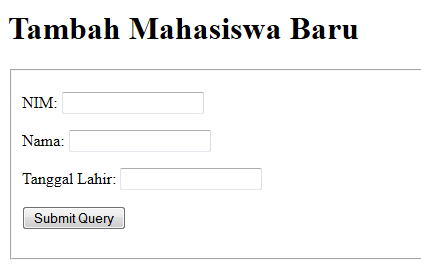 Tambah Mahasiswa Baru
NIM:
Nama:
Tanggal Lahir:
Submit Query